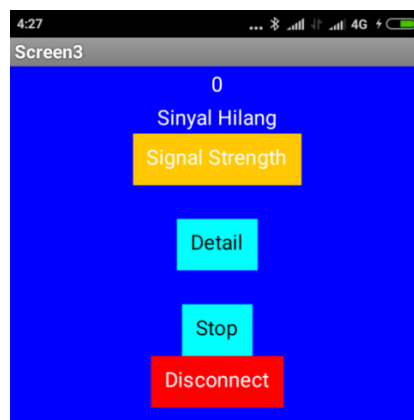 4:27 ... 4G
Screen3
0
Sinyal Hilang
Signal Strength
Detail
Stop
Disconnect